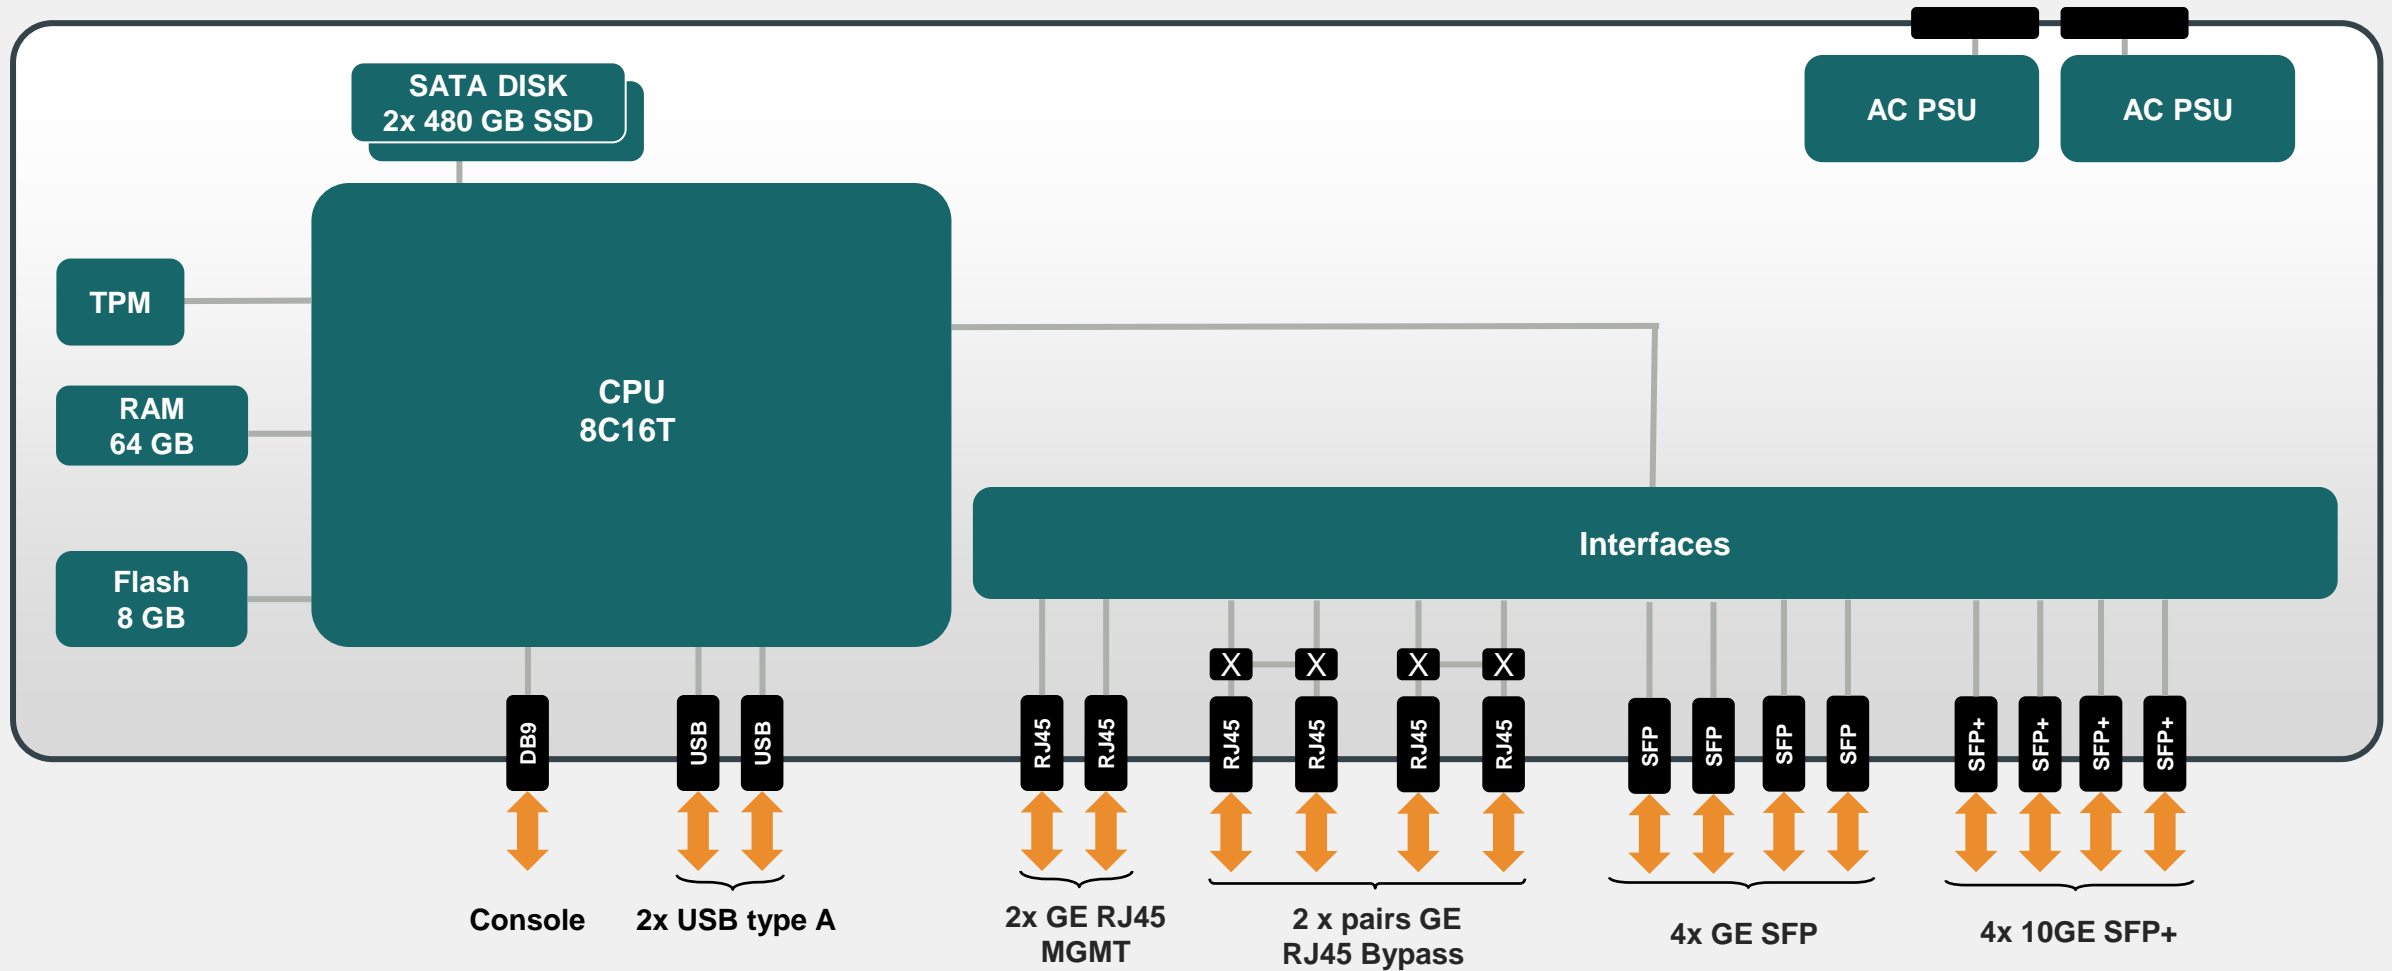 SATA DISK
2x 480 GB SSD
AC PSU
AC PSU
TPM
RAM
64 GB
CPU
8C16T
Flash
8 GB
Interfaces
X
X
X
X
DB9
USB
USB
RJ45
RJ45
RJ45
RJ45
RJ45
RJ45
SFP
SFP
SFP
SFP
SFP+
SFP+
SFP+
SFP+
Console
2x USB type A
2x GE RJ45
MGMT
2 x pairs GE
RJ45 Bypass
4x GE SFP
4x 10GE SFP+